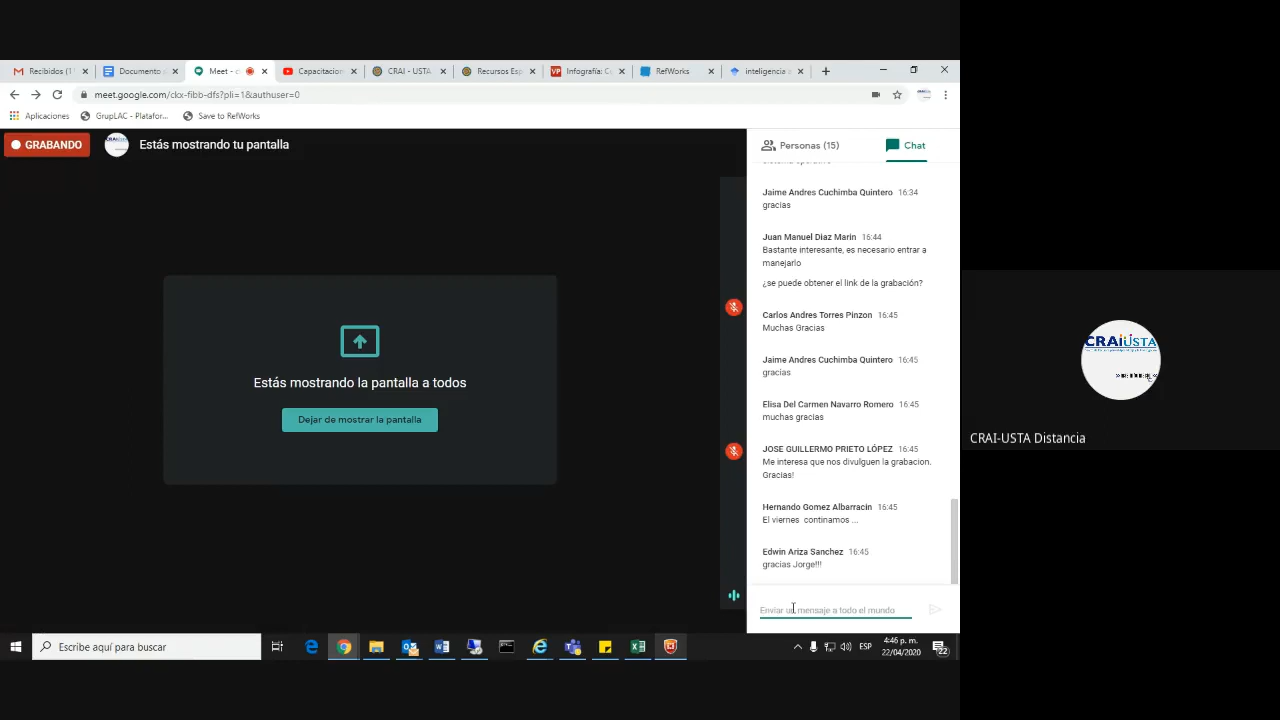 Recibidos (1
Documento
Meet - c
Capacitacion
CRAI - USTA
Recursos Esp
Infografía: C
RefWorks
inteligencia a
meet.google.com/ckx-fibb-dfs?pli=1&authuser=0
Aplicaciones
GrupLAC - Platafor...
Save to RefWorks
GRABANDO
CRAIUSTA
Estás mostrando tu pantalla
Personas (15)
Chat
sistema operativo
Jaime Andres Cuchimba Quintero 16:34
gracias
Juan Manuel Diaz Marin 16:44
Bastante interesante, es necesario entrar a
manejarlo
¿se puede obtener el link de la grabación?
Carlos Andres Torres Pinzon 16:45
Muchas Gracias
Jaime Andres Cuchimba Quintero 16:45
gracias
Elisa Del Carmen Navarro Romero 16:45
muchas gracias
JOSE GUILLERMO PRIETO LÓPEZ 16:45
Me interesa que nos divulguen la grabacion.
Gracias!
Hernando Gomez Albarracin 16:45
El viernes continamos ...
Edwin Ariza Sanchez 16:45
gracias Jorge!!!
Enviar un mensaje a todo el mundo
Estás mostrando la pantalla a todos
Dejar de mostrar la pantalla
CRAIUSTA
CRAI-USTA Distancia
Escribe aquí para buscar
ESP
4:46 p. m.
22/04/2020
22